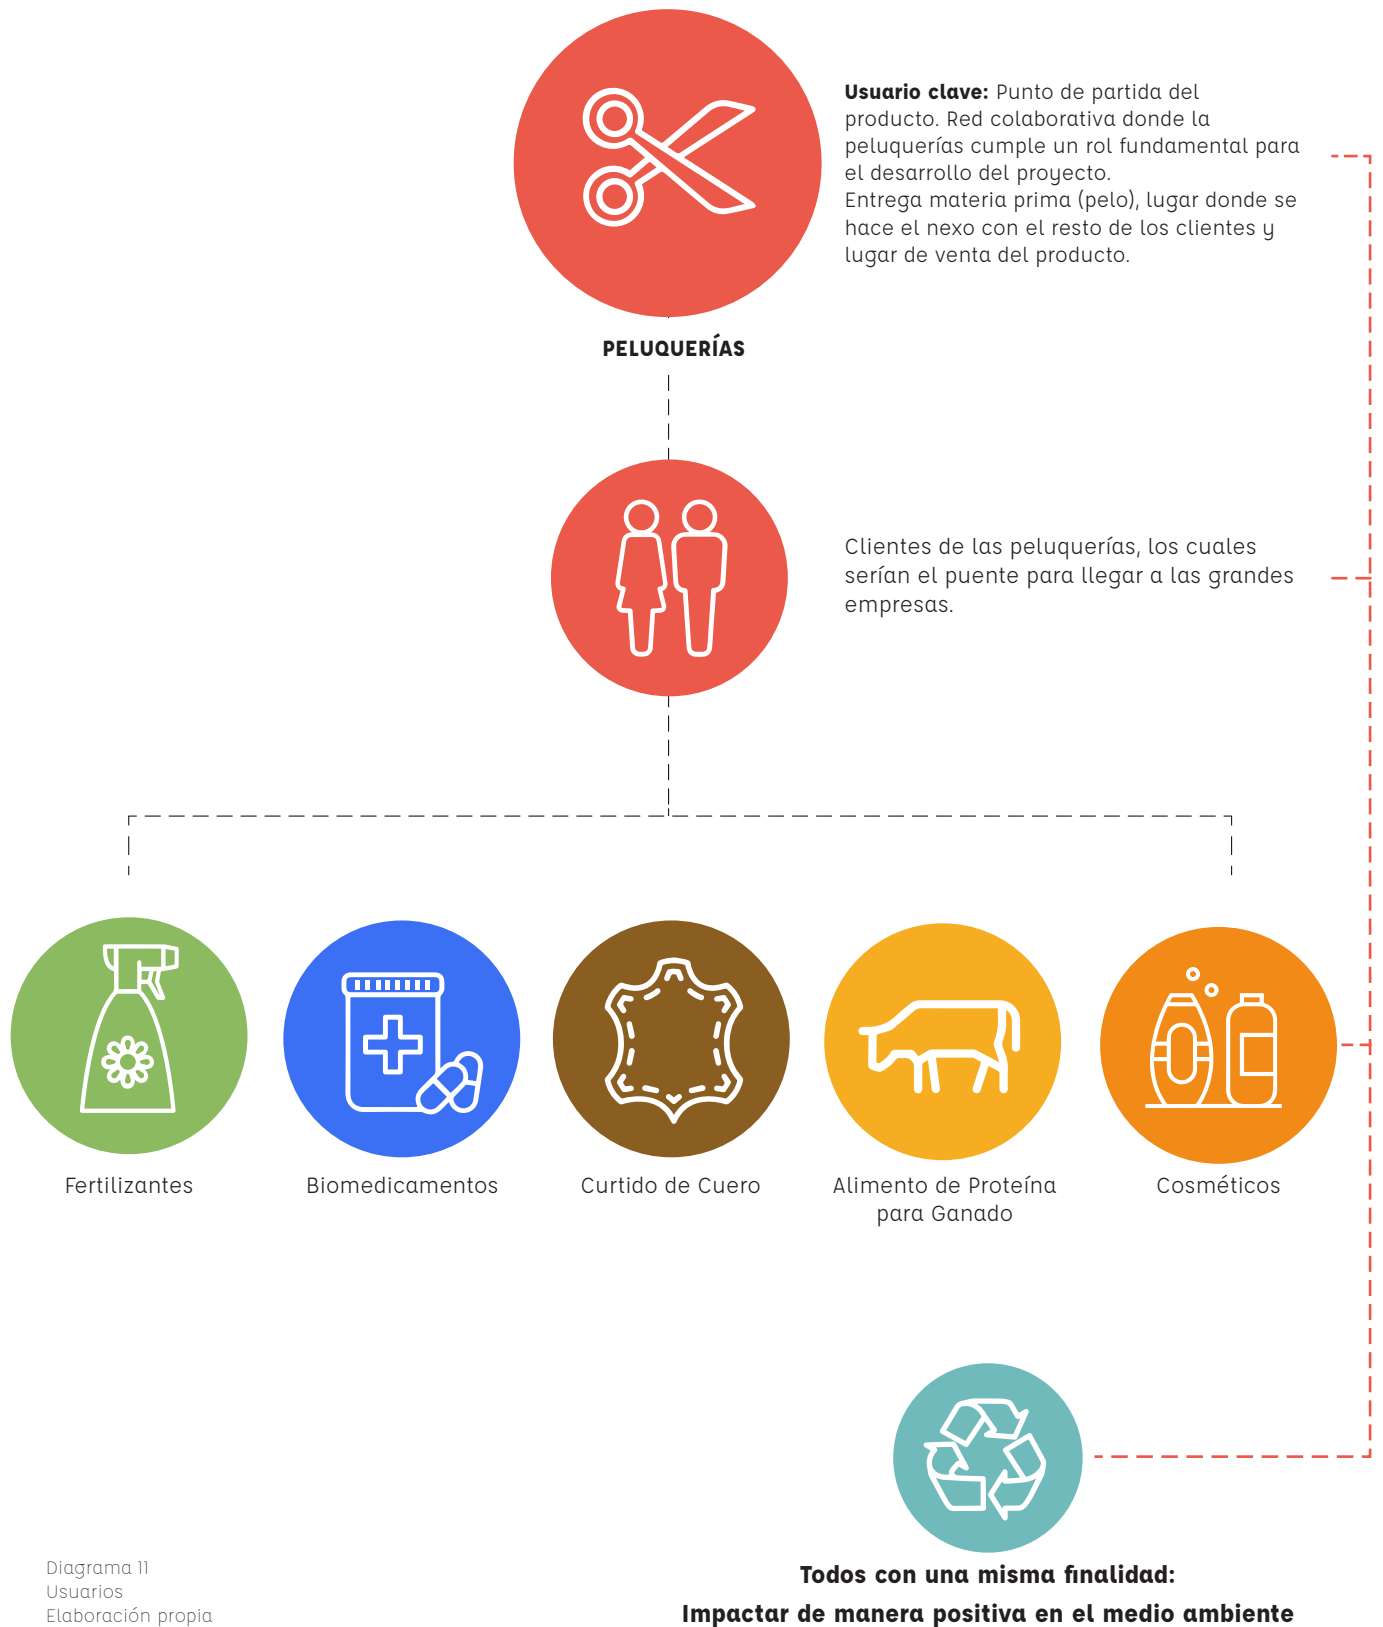 Usuario clave: Punto de partida del
producto. Red colaborativa donde la
peluquerías cumple un rol fundamental para
el desarrollo del proyecto.
Entrega materia prima (pelo), lugar donde se
hace el nexo con el resto de los clientes y
lugar de venta del producto.
PELUQUERÍAS
Clientes de las peluquerías, los cuales
serían el puente para llegar a las grandes
empresas.
Fertilizantes
Biomedicamentos
Curtido de Cuero
Alimento de Proteína
para Ganado
Cosméticos
Todos con una misma finalidad:
Impactar de manera positiva en el medio ambiente
Diagrama 11
Usuarios
Elaboración propia